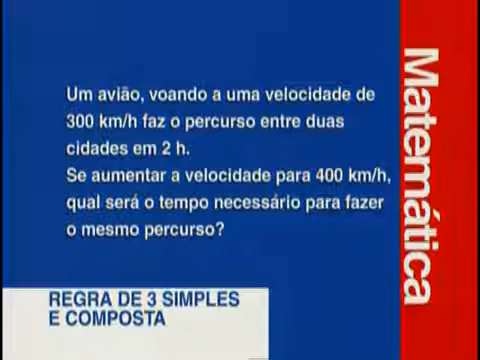 Um avião, voando a uma velocidade de
300 km/h faz o percurso entre duas
cidades em 2 h.
Se aumentar a velocidade para 400 km/h,
qual será o tempo necessário para fazer
o mesmo percurso?
REGRA DE 3 SIMPLES
E COMPOSTA
Matemática